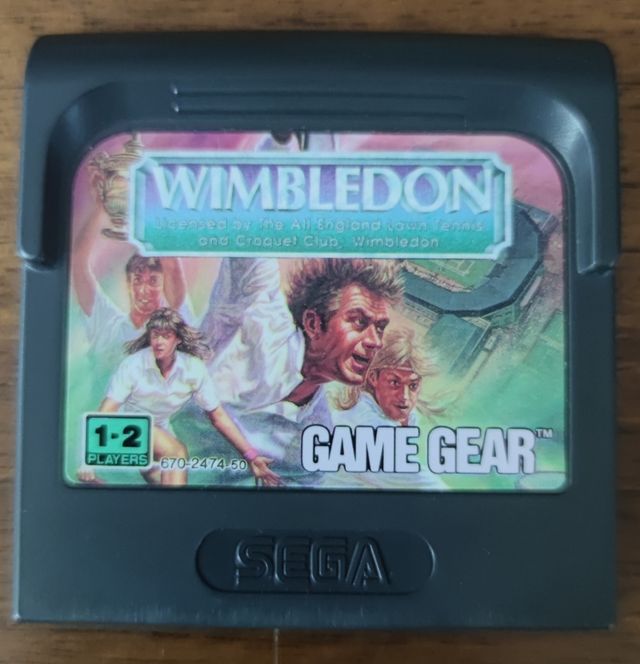 WIMBLEDON
Licensed by The All England Lawn Tennis
and Croquet Club, Wimbledon
1-2
PLAYERS
670-2474-50
GAME GEAR™
SEGA